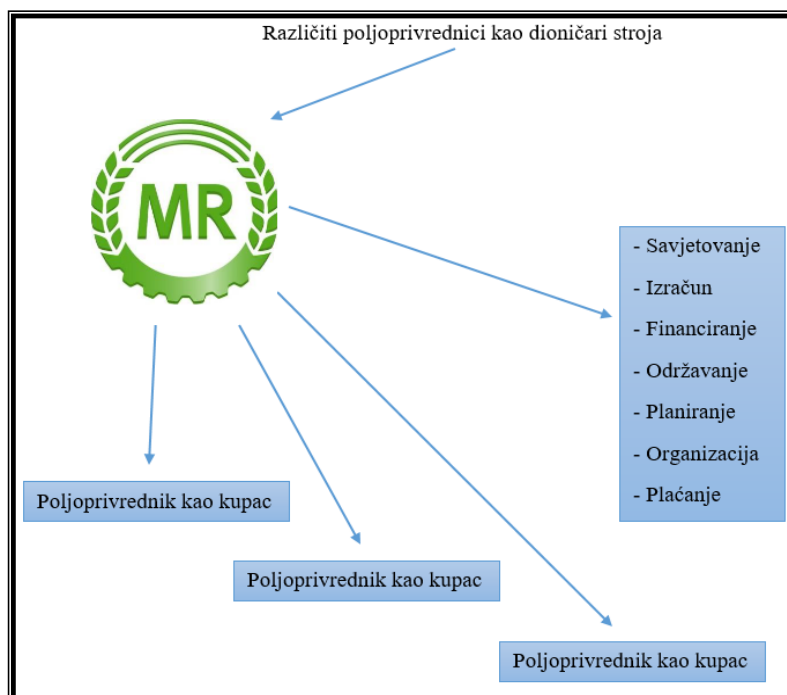 Različiti poljoprivrednici kao dioničari stroja
MR
- Savjetovanje
- Izračun
- Financiranje
- Održavanje
- Planiranje
- Organizacija
- Plaćanje
Poljoprivrednik kao kupac
Poljoprivrednik kao kupac
Poljoprivrednik kao kupac